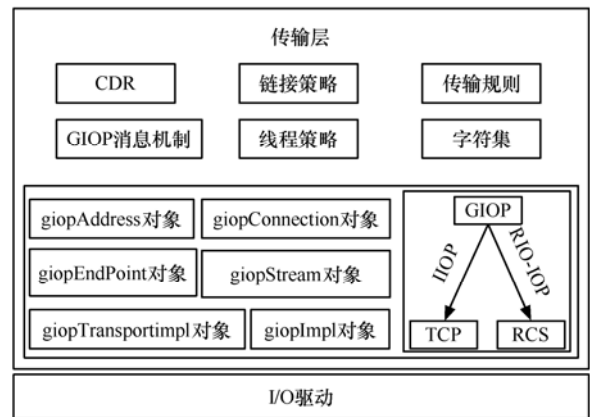 传输层
CDR
链接策略
传输规则
GIOP消息机制
线程策略
字符集
giopAddress对象
giopConnection对象
giopEndPoint对象
giopStream对象
giopTransportimpl对象
giopImpl对象
GIOP
IIOP
RIO-IOP
TCP
RCS
I/O驱动